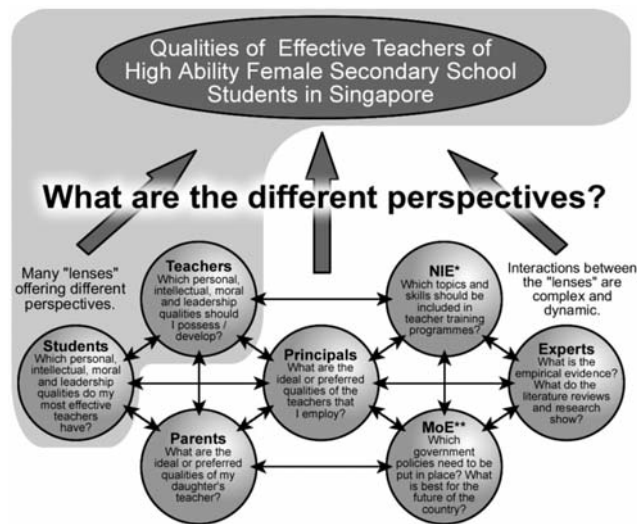 Qualities of Effective Teachers of
High Ability Female Secondary School
Students in Singapore
What are the different perspectives?
Many "lenses"
offering different
perspectives.
Teachers
Which personal,
intellectual, moral
and leadership
qualities should
I possess /
develop?
NIE*
Which topics and
skills should be
included in
teacher training
programmes?
Interactions between
the "lenses" are
complex and
dynamic.
Students
Which personal,
intellectual, moral
and leadership
qualities do my
most effective
teachers
have?
Principals
What are the
ideal or preferred
qualities of the
teachers that
I employ?
Experts
What is the
empirical evidence?
What do the
literature reviews
and research
show?
Parents
What are the
ideal or preferred
qualities of my
daughter's
teacher?
MoE**
Which
government
policies need to be
put in place? What
is best for the
future of the
country?